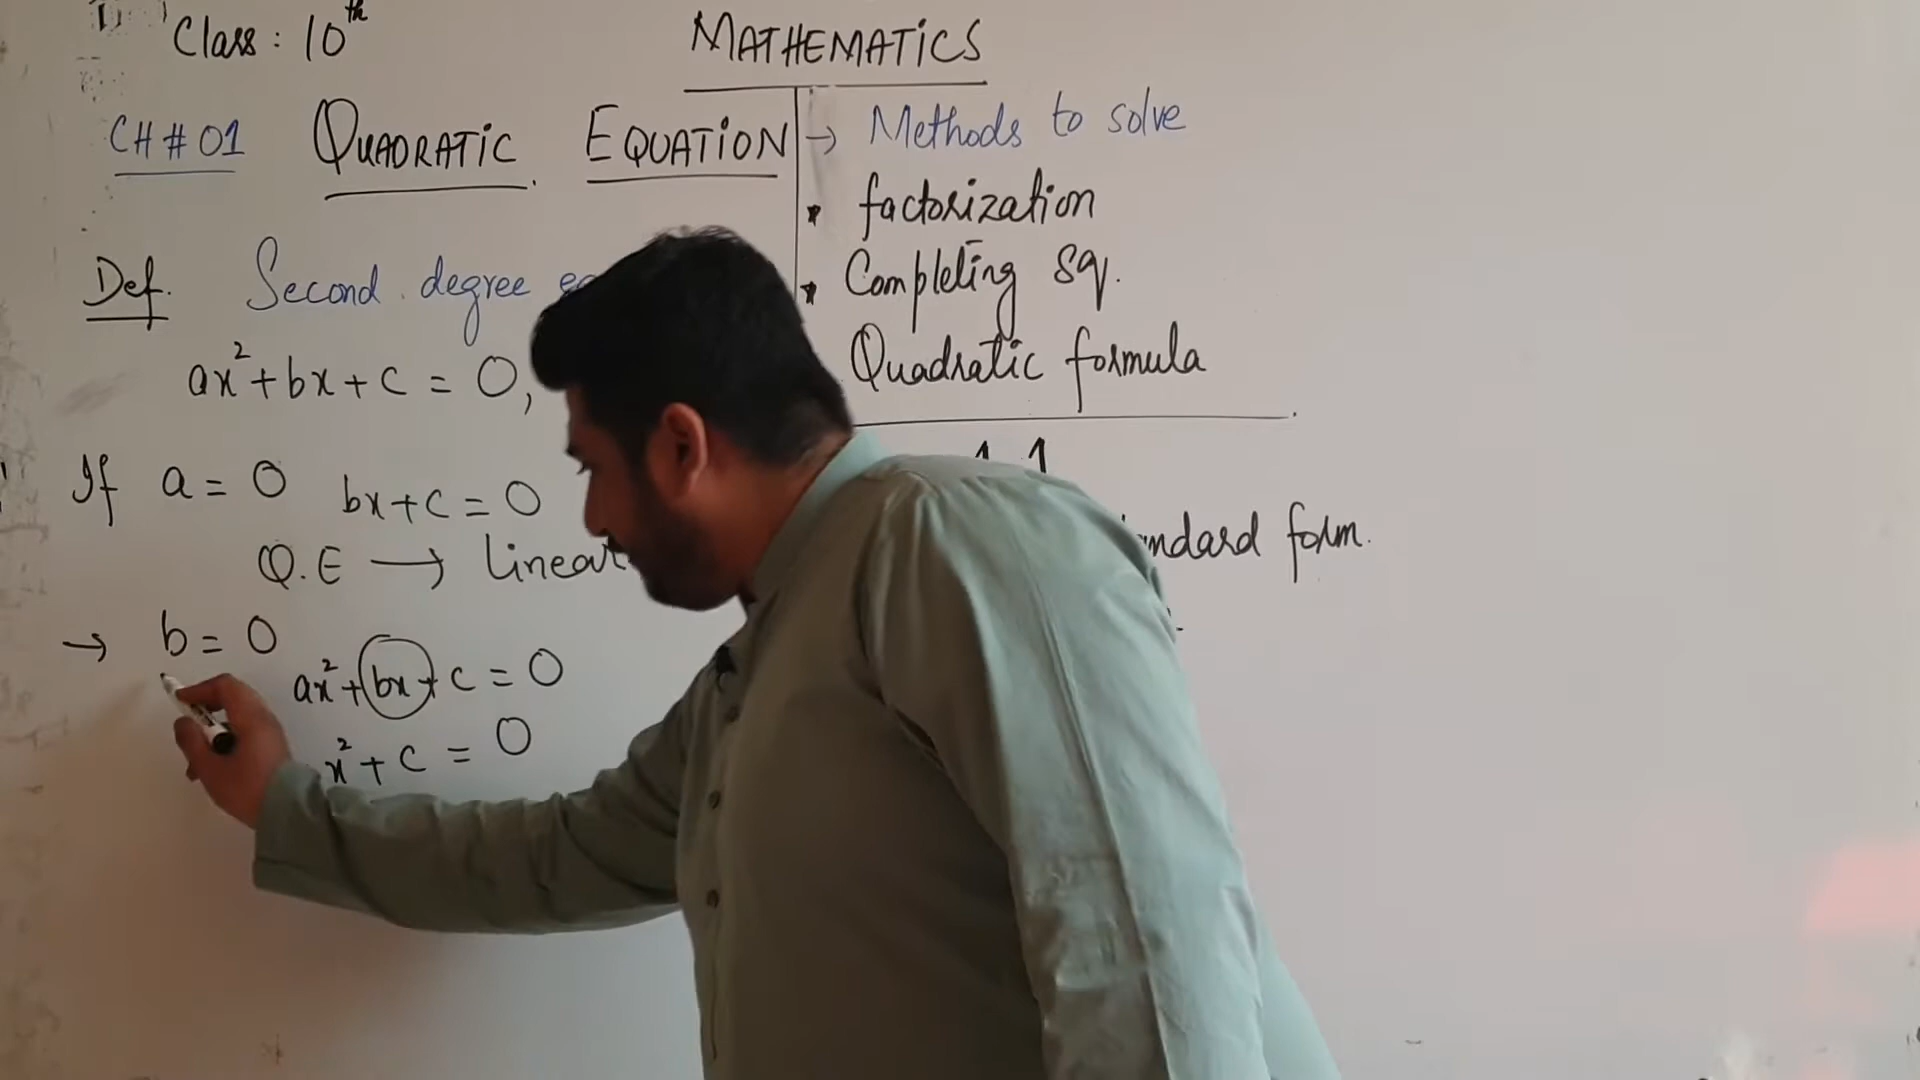 Class : 10th
MATHEMATICS
CH # 01 QUADRATIC EQUATION
Def. Second degree
ax² + bx + c = 0,
If a = 0 bx + c = 0
Q.E → linear
→ b = 0
ax² + bx + c = 0
x² + c = 0
→ Methods to solve
• factorization
• Completing sq.
Quadratic formula
form.